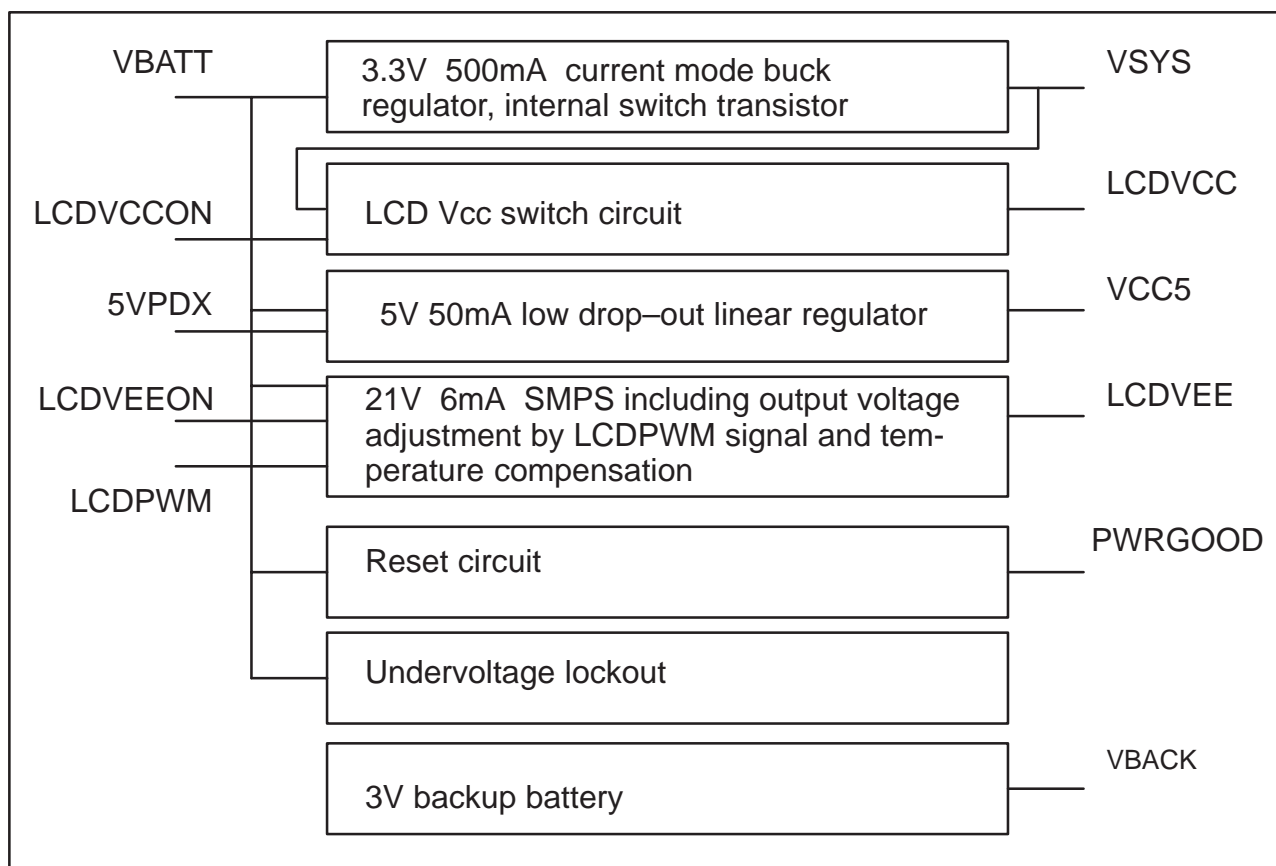 VBATT
3.3V 500mA current mode buck
regulator, internal switch transistor
VSYS
LCDVCCON
LCD Vcc switch circuit
LCDVCC
5VPDX
5V 50mA low drop–out linear regulator
VCC5
LCDVEEON
LCDPWM
21V 6mA SMPS including output voltage
adjustment by LCDPWM signal and tem-
perature compensation
LCDVEE
Reset circuit
PWRGOOD
Undervoltage lockout
3V backup battery
VBACK